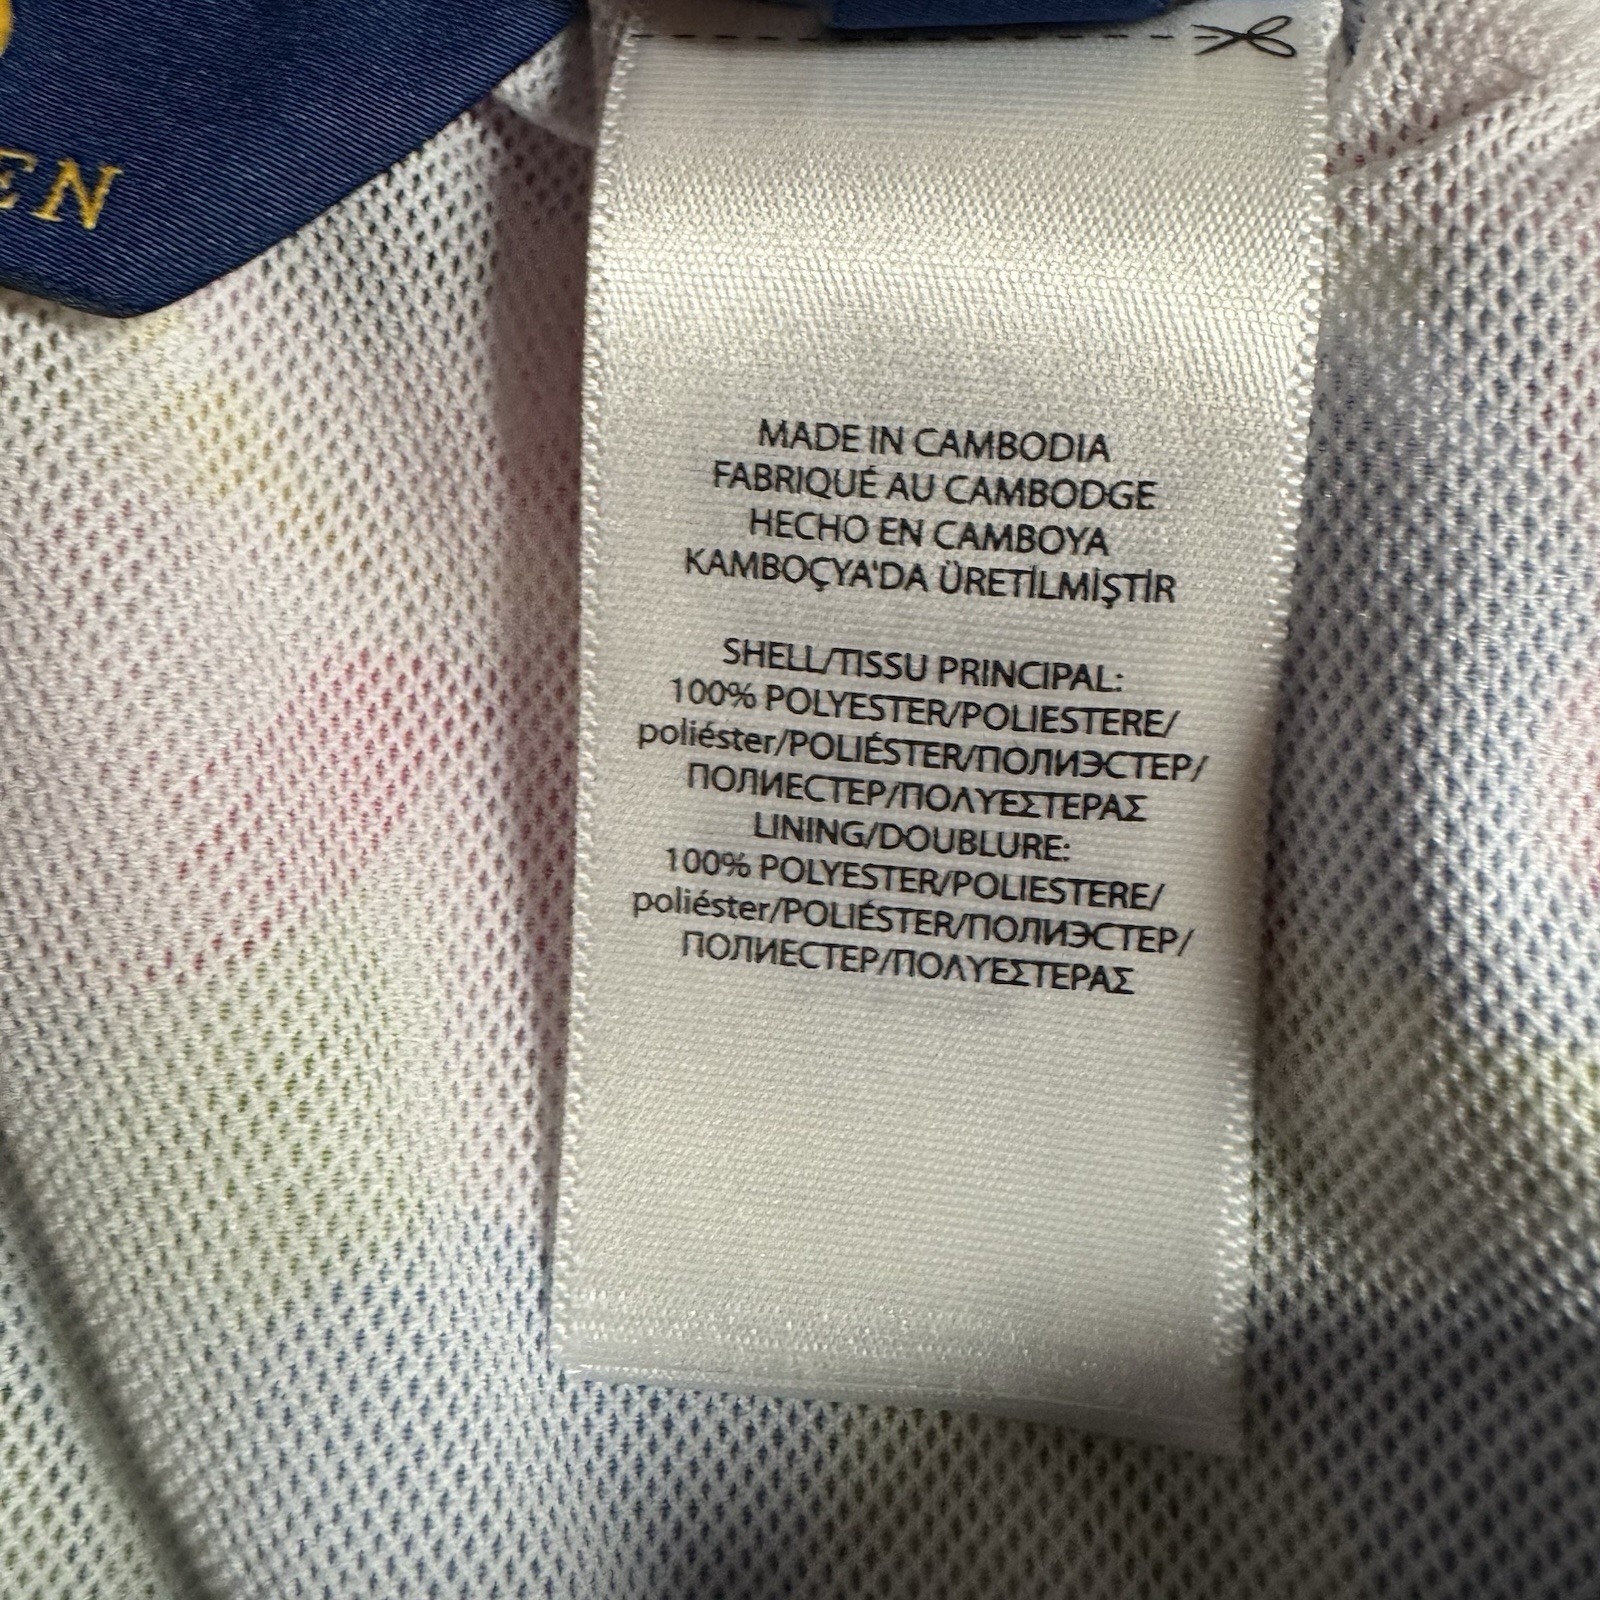 EN
MADE IN CAMBODIA
FABRIQUÉ AU CAMBODGE
HECHO EN CAMBOYA
KAMBOÇYA'DA ÜRETİLMİŞTİR
SHELL/TISSU PRINCIPAL:
100% POLYESTER/POLIESTERE/
poliéster/POLIÉSTER/ПОЛИЭСТЕР/
ПОЛИЕСТЕР/ΠΟΛΥΕΣΤΕΡΑΣ
LINING/DOUBLURE:
100% POLYESTER/POLIESTERE/
poliéster/POLIÉSTER/ПОЛИЭСТЕР/
ПОЛИЕСТЕР/ΠΟΛΥΕΣΤΕΡΑΣ